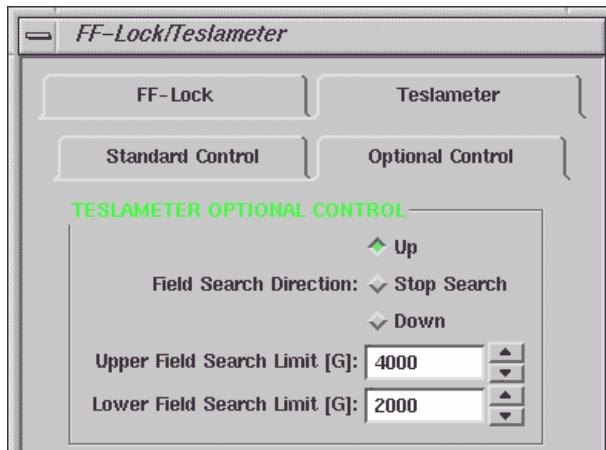 FF-Lock/Teslameter
FF-Lock Teslameter
Standard Control Optional Control
TESLAMETER OPTIONAL CONTROL
Up
Field Search Direction: Stop Search
Down
Upper Field Search Limit [G]: 4000
Lower Field Search Limit [G]: 2000